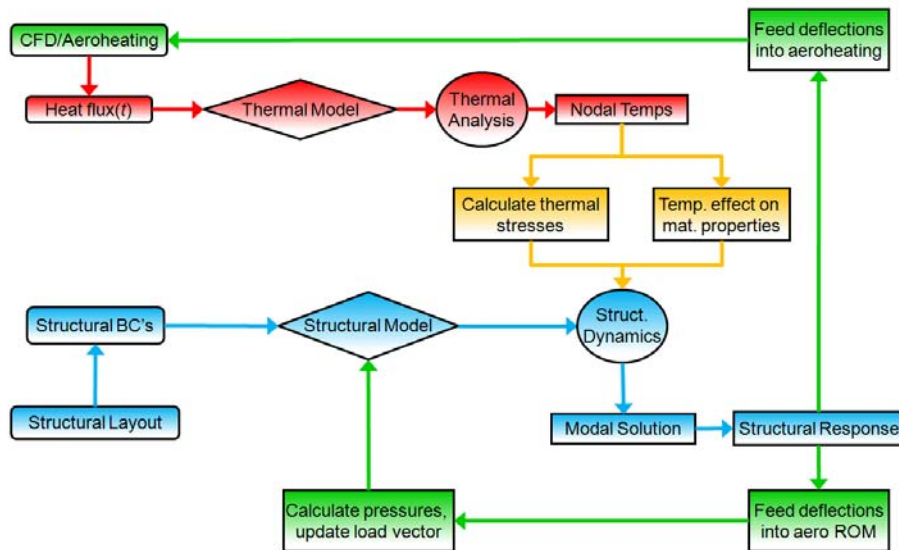 CFD/Aeroheating
Feed deflections
into aeroheating
Heat flux(t)
Thermal Model
Thermal
Analysis
Nodal Temps
Calculate thermal
stresses
Temp. effect on
mat. properties
Structural BC's
Structural Model
Struct.
Dynamics
Structural Layout
Modal Solution
Structural Response
Calculate pressures,
update load vector
Feed deflections
into aero ROM